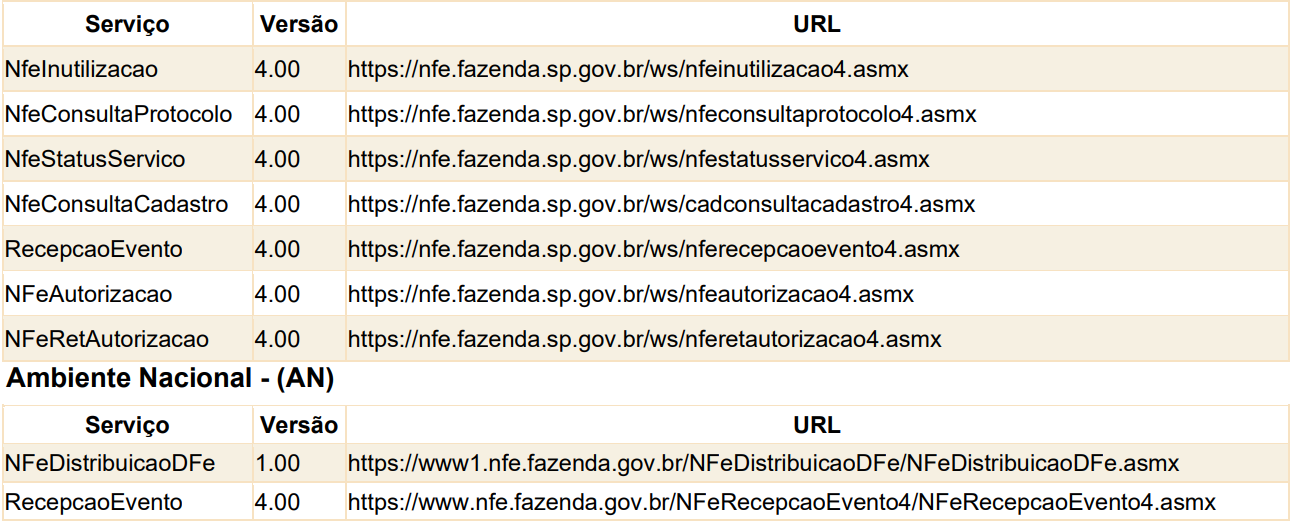 Serviço Versão URL
NfeInutilizacao 4.00 https://nfe.fazenda.sp.gov.br/ws/nfeinutilizacao4.asmx
NfeConsultaProtocolo 4.00 https://nfe.fazenda.sp.gov.br/ws/nfeconsultaprotocolo4.asmx
NfeStatusServico 4.00 https://nfe.fazenda.sp.gov.br/ws/nfestatusservico4.asmx
NfeConsultaCadastro 4.00 https://nfe.fazenda.sp.gov.br/ws/cadconsultacadastro4.asmx
RecepcaoEvento 4.00 https://nfe.fazenda.sp.gov.br/ws/nferecepcaoevento4.asmx
NFeAutorizacao 4.00 https://nfe.fazenda.sp.gov.br/ws/nfeautorizacao4.asmx
NFeRetAutorizacao 4.00 https://nfe.fazenda.sp.gov.br/ws/nferetautorizacao4.asmx
Ambiente Nacional - (AN)
Serviço Versão URL
NFeDistribuicaoDFe 1.00 https://www1.nfe.fazenda.gov.br/NFeDistribuicaoDFe/NFeDistribuicaoDFe.asmx
RecepcaoEvento 4.00 https://www.nfe.fazenda.gov.br/NFeRecepcaoEvento4/NFeRecepcaoEvento4.asmx